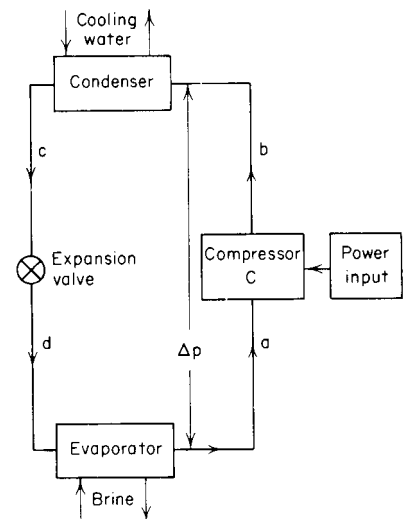 Cooling
water
Condenser
c
b
Expansion
valve
Compressor
C
Power
input
d
Δp
a
Evaporator
Brine